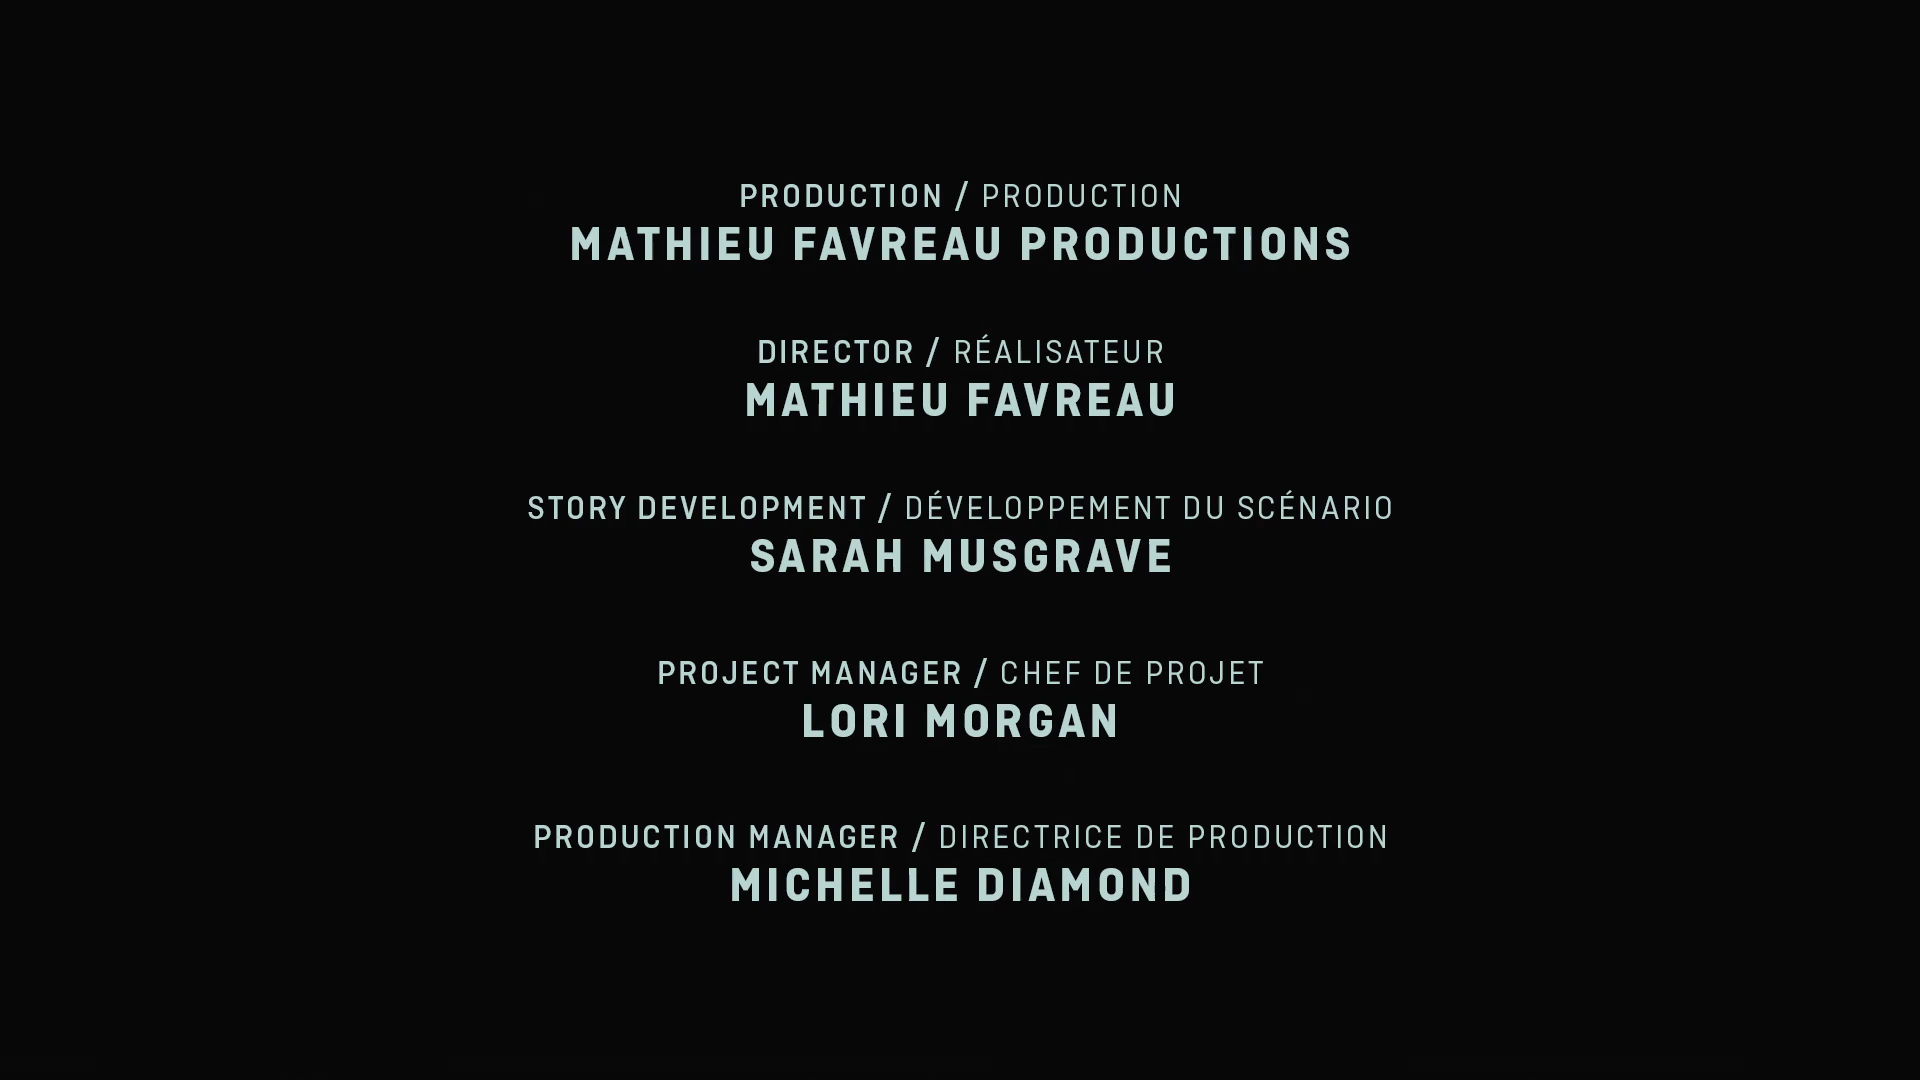 PRODUCTION / PRODUCTION
MATHIEU FAVREAU PRODUCTIONS
DIRECTOR / RÉALISATEUR
MATHIEU FAVREAU
STORY DEVELOPMENT / DÉVELOPPEMENT DU SCÉNARIO
SARAH MUSGRAVE
PROJECT MANAGER / CHEF DE PROJET
LORI MORGAN
PRODUCTION MANAGER / DIRECTRICE DE PRODUCTION
MICHELLE DIAMOND